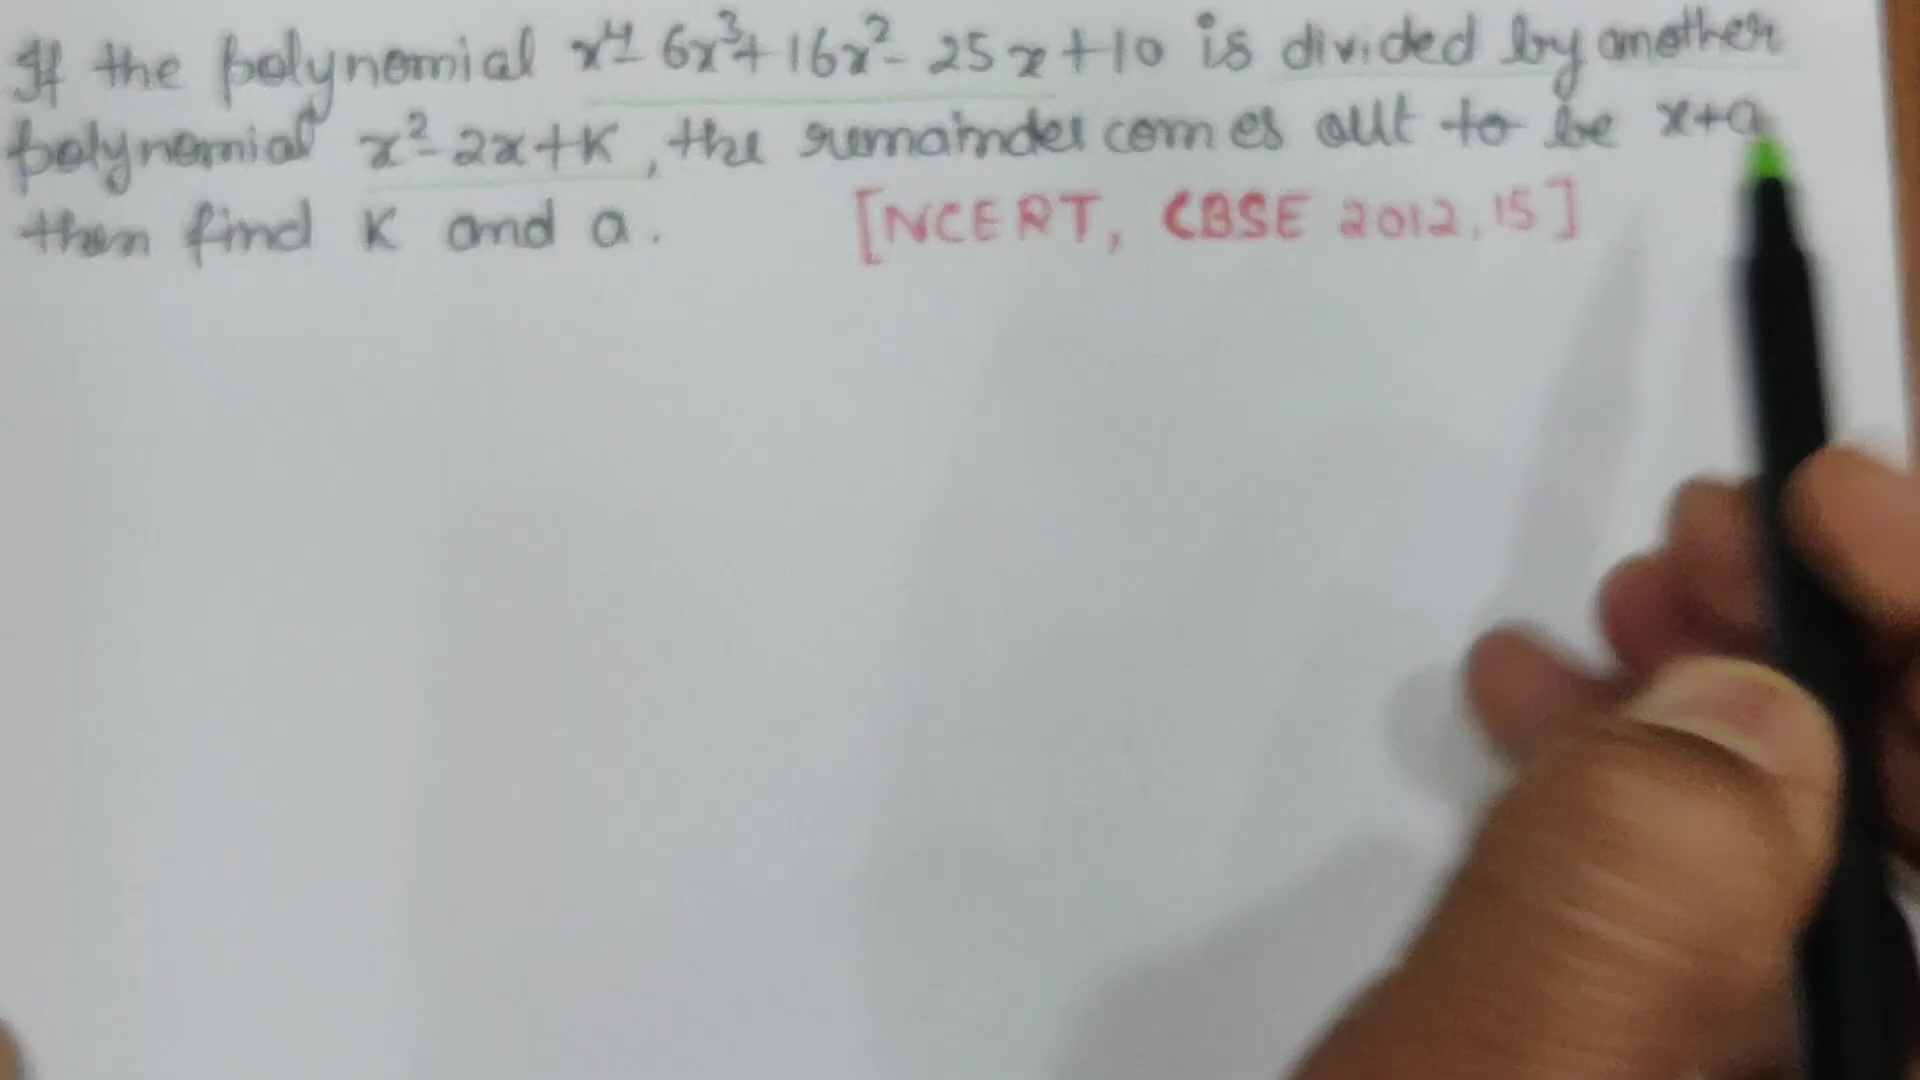 If the polynomial x⁴- 6x³+16x²- 25x+10 is divided by another
polynomial x²- 2x+K, the remainder comes out to be x+a
then find K and a. [NCERT, CBSE 2012, 15]